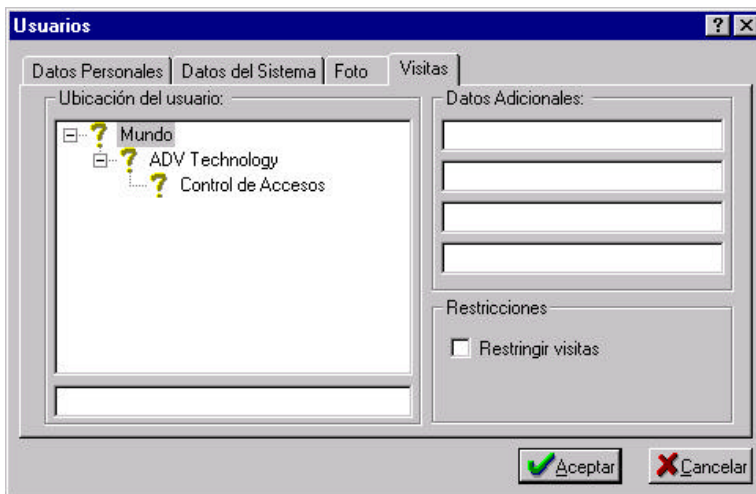 Usuarios
Datos Personales
Datos del Sistema
Foto
Visitas
Ubicación del usuario:
Mundo
ADV Technology
Control de Accesos
Datos Adicionales:
Restricciones
Restringir visitas
Aceptar
Cancelar